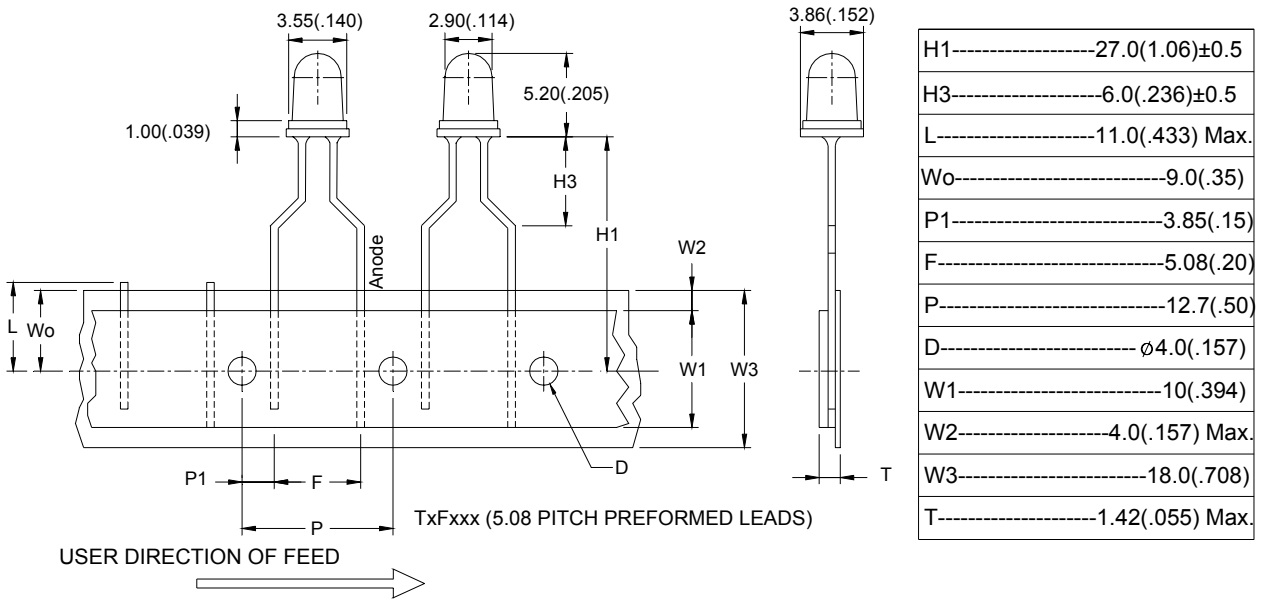 3.55(.140)
2.90(.114)
3.86(.152)
5.20(.205)
1.00(.039)
H3
H1
Anode
W2
L
Wo
W1
W3
P1
F
D
T
P
TxFxxx (5.08 PITCH PREFORMED LEADS)
USER DIRECTION OF FEED
H1--------------------27.0(1.06)±0.5
H3---------------------6.0(.236)±0.5
L----------------------11.0(.433) Max.
Wo-----------------------------9.0(.35)
P1-----------------------------3.85(.15)
F-------------------------------5.08(.20)
P-------------------------------12.7(.50)
D--------------------------- ø4.0(.157)
W1----------------------------10(.394)
W2---------------------4.0(.157) Max.
W3--------------------------18.0(.708)
T----------------------1.42(.055) Max.